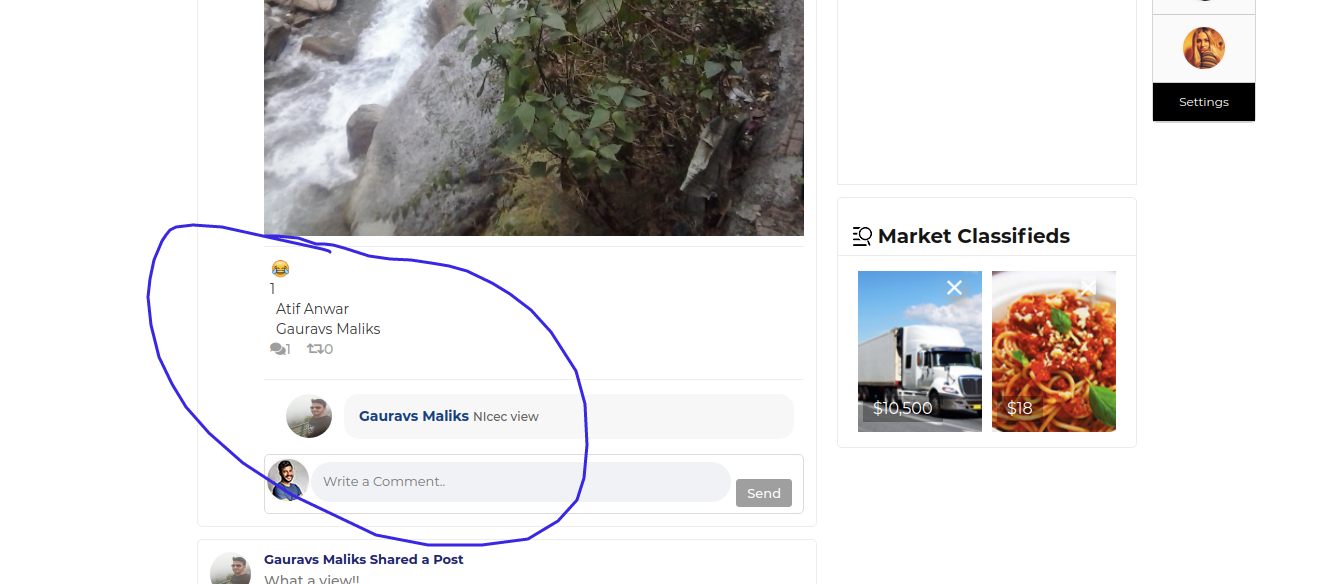 Settings
Market Classifieds
$10,500
$18
😂
1
Atif Anwar
Gauravs Maliks
1 0
Gauravs Maliks NIcec view
Write a Comment..
Send
Gauravs Maliks Shared a Post
What a view!!